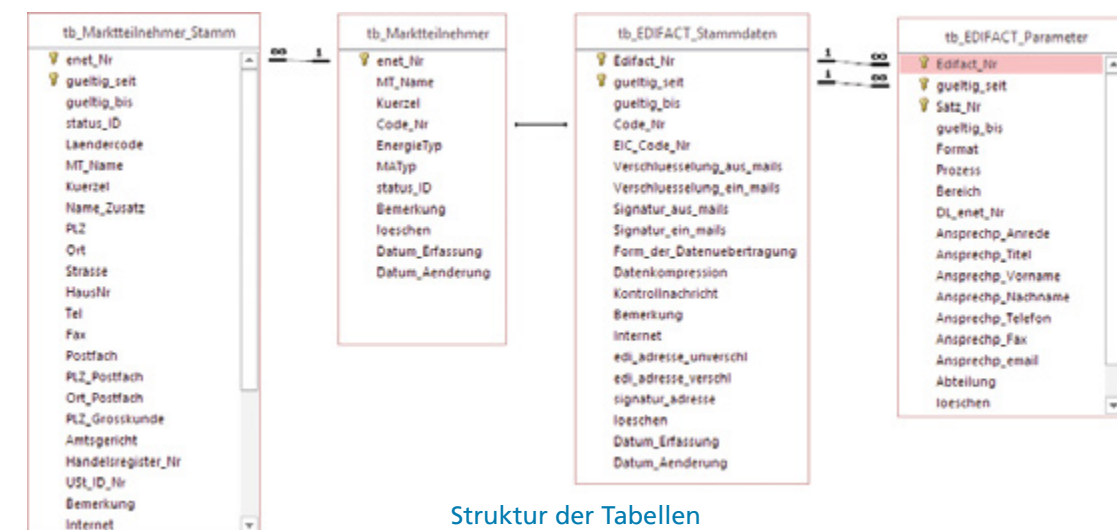 tb_Marktteilnehmer_Stamm
enet_Nr
gueltig_seit
gueltig_bis
status_ID
Laendercode
MT_Name
Kuerzel
Name_Zusatz
PLZ
Ort
Strasse
HausNr
Tel
Fax
Postfach
PLZ_Postfach
Ort_Postfach
PLZ_Grosskunde
Amtsgericht
Handelsregister_Nr
USt_ID_Nr
Bemerkung
Internet
∞ 1
tb_Marktteilnehmer
enet_Nr
MT_Name
Kuerzel
Code_Nr
EnergieTyp
MATyp
status_ID
Bemerkung
loeschen
Datum_Erfassung
Datum_Aenderung
tb_EDIFACT_Stammdaten
Edifact_Nr
gueltig_seit
gueltig_bis
Code_Nr
EIC_Code_Nr
Verschluesselung_aus_mails
Verschluesselung_ein_mails
Signatur_aus_mails
Signatur_ein_mails
Form_der_Datenuebertragung
Datenkompression
Kontrollnachricht
Bemerkung
Internet
edi_adresse_unverschl
edi_adresse_verschl
signatur_adresse
loeschen
Datum_Erfassung
Datum_Aenderung
1 ∞
1 ∞
tb_EDIFACT_Parameter
Edifact_Nr
gueltig_seit
Satz_Nr
gueltig_bis
Format
Prozess
Bereich
DL_enet_Nr
Ansprechp_Anrede
Ansprechp_Titel
Ansprechp_Vorname
Ansprechp_Nachname
Ansprechp_Telefon
Ansprechp_Fax
Ansprechp_email
Abteilung
loeschen
Struktur der Tabellen